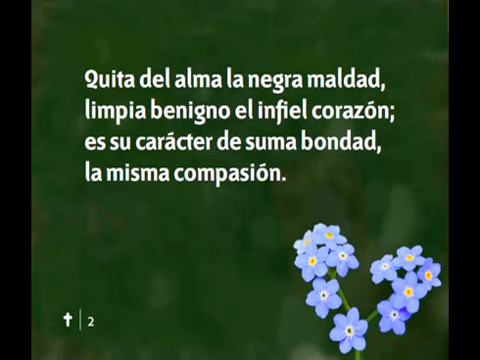 Quita del alma la negra maldad,
limpia benigno el infiel corazón;
es su carácter de suma bondad,
la misma compasión.
2